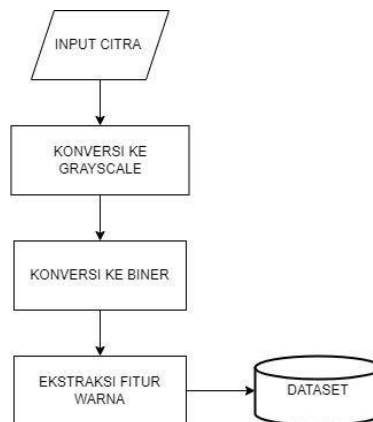 INPUT CITRA
KONVERSI KE
GRAYSCALE
KONVERSI KE BINER
EKSTRAKSI FITUR
WARNA
DATASET